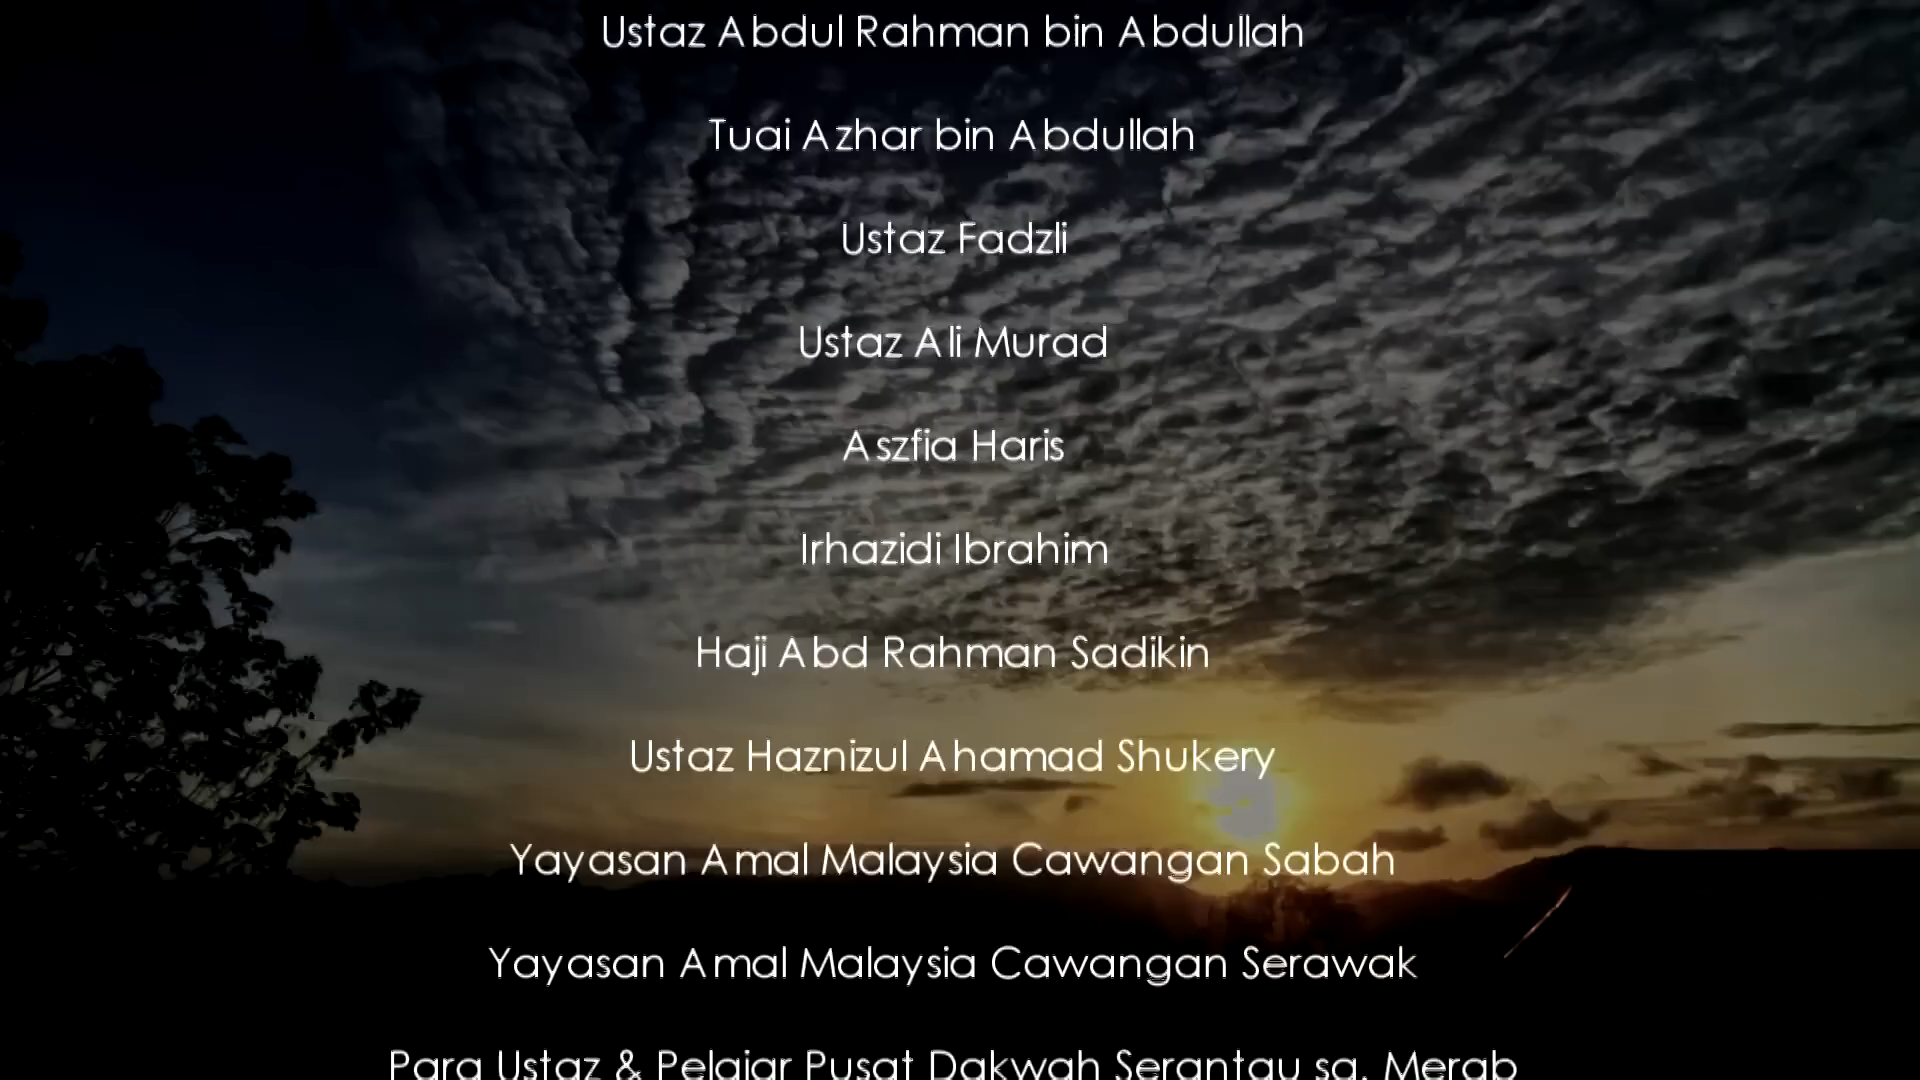 Ustaz Abdul Rahman bin Abdullah
Tuai Azhar bin Abdullah
Ustaz Fadzli
Ustaz Ali Murad
Aszfia Haris
Irhazidi Ibrahim
Haji Abd Rahman Sadikin
Ustaz Haznizul Ahamad Shukery
Yayasan Amal Malaysia Cawangan Sabah
Yayasan Amal Malaysia Cawangan Serawak
Para Ustaz & Pelajar Pusat Dakwah Serantau sg. Merab